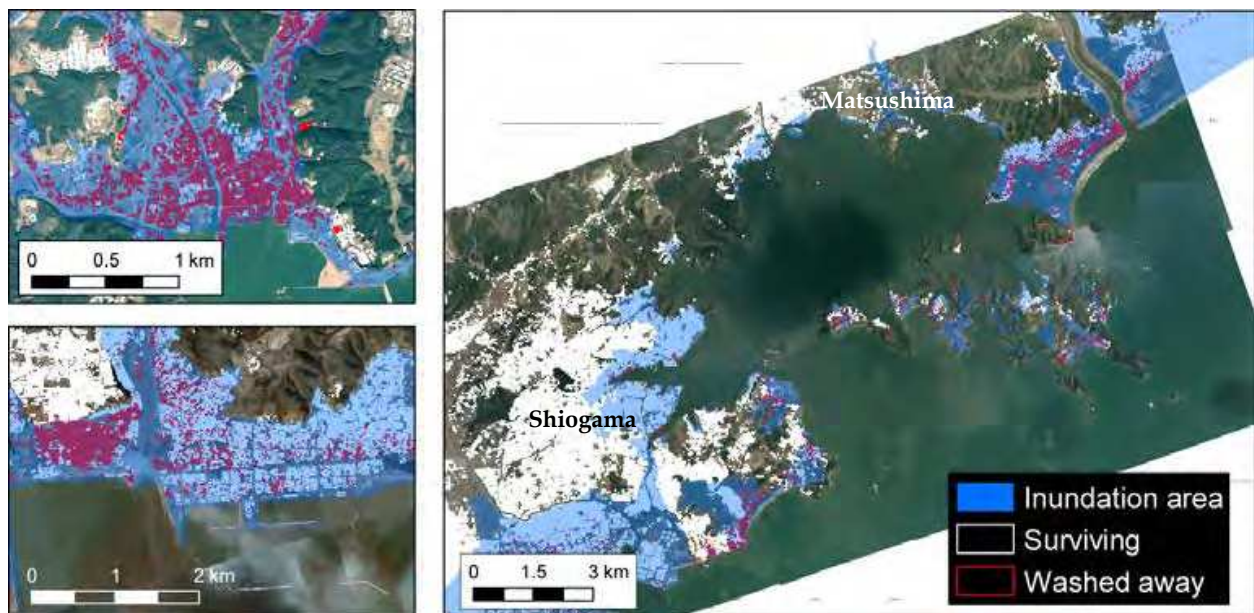 Matsushima
0 0.5 1 km
Shiogama
0 1 2 km
0 1.5 3 km
Inundation area
Surviving
Washed away